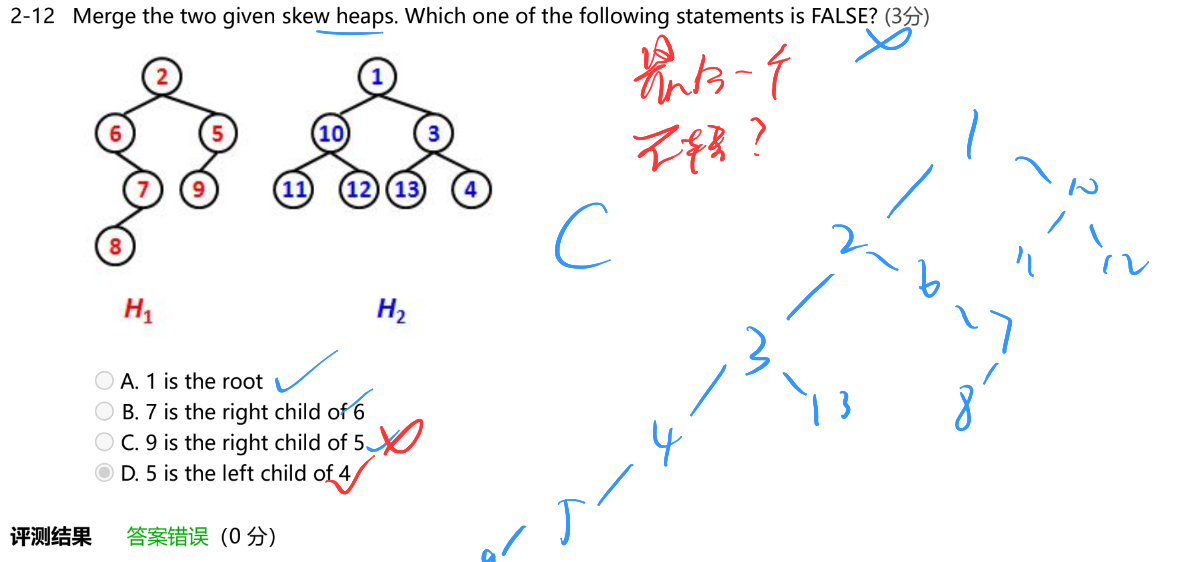 2-12 Merge the two given skew heaps. Which one of the following statements is FALSE? (3分)
2
6 5
7 9
8
H1
1
10 3
11 12 13 4
H2
最后一个
不转?
C
1
2 10
11 12
3 6
13 7
8
4
5
9
A. 1 is the root
B. 7 is the right child of 6
C. 9 is the right child of 5
D. 5 is the left child of 4
评测结果 答案错误 (0 分)